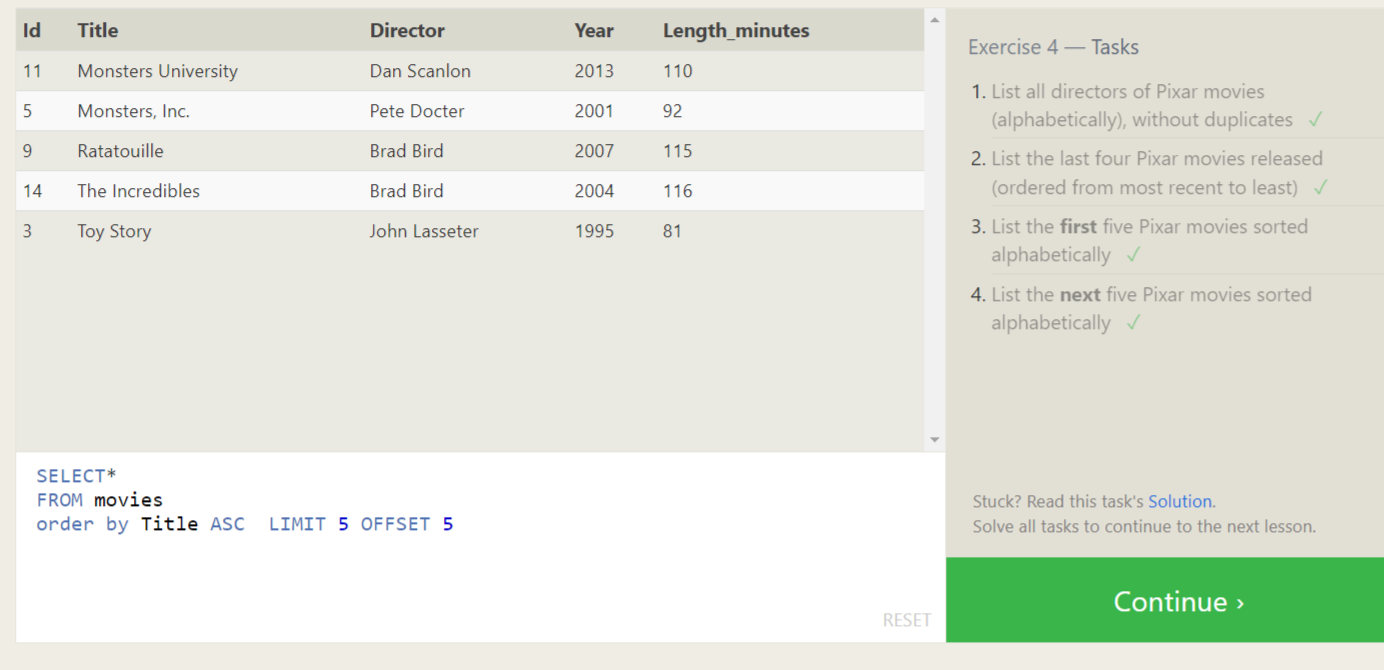 Id Title Director Year Length_minutes
11 Monsters University Dan Scanlon 2013 110
5 Monsters, Inc. Pete Docter 2001 92
9 Ratatouille Brad Bird 2007 115
14 The Incredibles Brad Bird 2004 116
3 Toy Story John Lasseter 1995 81
SELECT*
FROM movies
order by Title ASC  LIMIT 5 OFFSET 5
RESET
Exercise 4 — Tasks
1. List all directors of Pixar movies
(alphabetically), without duplicates ✓
2. List the last four Pixar movies released
(ordered from most recent to least) ✓
3. List the first five Pixar movies sorted
alphabetically ✓
4. List the next five Pixar movies sorted
alphabetically ✓
Stuck? Read this task's Solution.
Solve all tasks to continue to the next lesson.
Continue ›